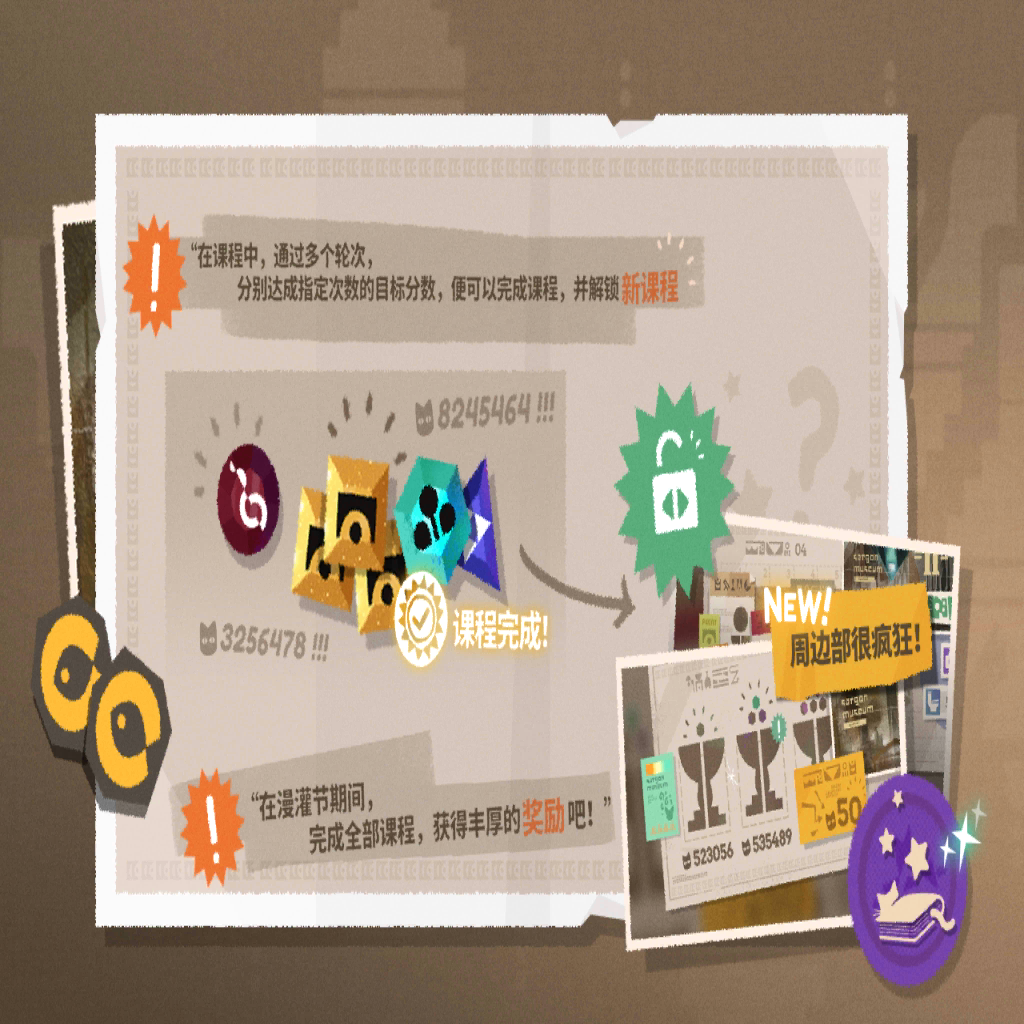 “在课程中，通过多个轮次，
分别达成指定次数的目标分数，便可以完成课程，并解锁新课程
8245464 !!!
课程完成!
3256478 !!!
04
NEW!
周边部很疯狂!
sargon
museum
523056
535489
50
“在漫灌节期间，
完成全部课程，获得丰厚的奖励吧! ”